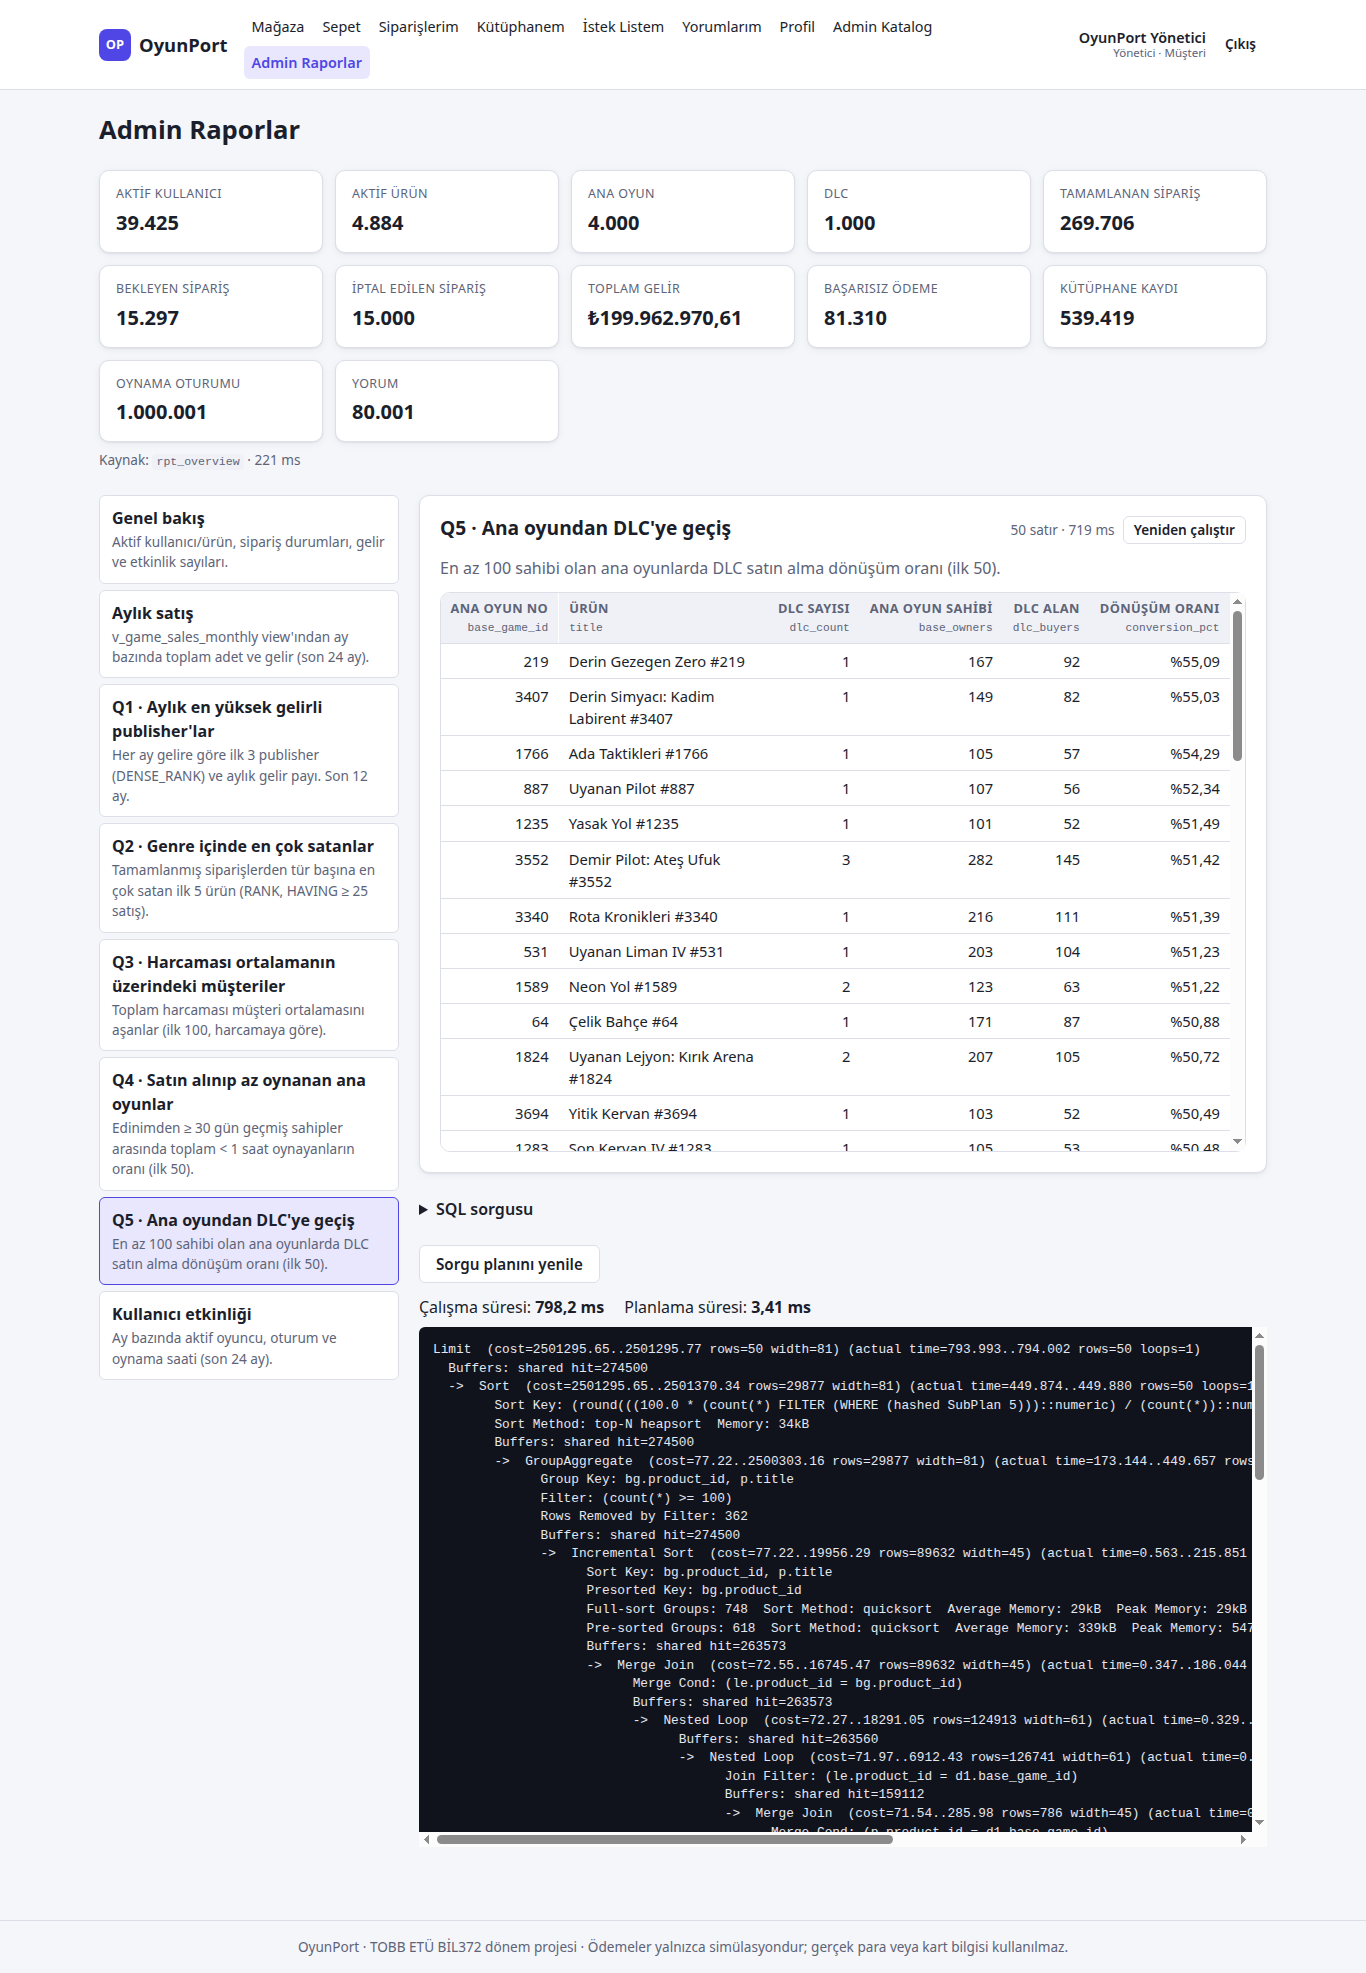 OP OyunPort
Mağaza Sepet Siparişlerim Kütüphanem İstek Listem Yorumlarım Profil Admin Katalog
Admin Raporlar
OyunPort Yönetici
Yönetici · Müşteri
Çıkış
Admin Raporlar
AKTİF KULLANICI
39.425
AKTİF ÜRÜN
4.884
ANA OYUN
4.000
DLC
1.000
TAMAMLANAN SİPARİŞ
269.706
BEKLEYEN SİPARİŞ
15.297
İPTAL EDİLEN SİPARİŞ
15.000
TOPLAM GELİR
₺199.962.970,61
BAŞARISIZ ÖDEME
81.310
KÜTÜPHANE KAYDI
539.419
OYNAMA OTURUMU
1.000.001
YORUM
80.001
Kaynak: rpt_overview · 221 ms
Genel bakış
Aktif kullanıcı/ürün, sipariş durumları, gelir
ve etkinlik sayıları.
Aylık satış
v_game_sales_monthly view'ından ay
bazında toplam adet ve gelir (son 24 ay).
Q1 · Aylık en yüksek gelirli
publisher'lar
Her ay gelire göre ilk 3 publisher
(DENSE_RANK) ve aylık gelir payı. Son 12
ay.
Q2 · Genre içinde en çok satanlar
Tamamlanmış siparişlerden tür başına en
çok satan ilk 5 ürün (RANK, HAVING ≥ 25
satış).
Q3 · Harcaması ortalamanın
üzerindeki müşteriler
Toplam harcaması müşteri ortalamasını
aşanlar (ilk 100, harcamaya göre).
Q4 · Satın alınıp az oynanan ana
oyunlar
Edinimden ≥ 30 gün geçmiş sahipler
arasında toplam < 1 saat oynayanların
oranı (ilk 50).
Q5 · Ana oyundan DLC'ye geçiş
En az 100 sahibi olan ana oyunlarda DLC
satın alma dönüşüm oranı (ilk 50).
Kullanıcı etkinliği
Ay bazında aktif oyuncu, oturum ve
oynama saati (son 24 ay).
Q5 · Ana oyundan DLC'ye geçiş
50 satır · 719 ms Yeniden çalıştır
En az 100 sahibi olan ana oyunlarda DLC satın alma dönüşüm oranı (ilk 50).
ANA OYUN NO ÜRÜN DLC SAYISI ANA OYUN SAHİBİ DLC ALAN DÖNÜŞÜM ORANI
base_game_id title dlc_count base_owners dlc_buyers conversion_pct
219 Derin Gezegen Zero #219 1 167 92 %55,09
3407 Derin Simyacı: Kadim Labirent #3407 1 149 82 %55,03
1766 Ada Taktikleri #1766 1 105 57 %54,29
887 Uyanan Pilot #887 1 107 56 %52,34
1235 Yasak Yol #1235 1 101 52 %51,49
3552 Demir Pilot: Ateş Ufuk #3552 3 282 145 %51,42
3340 Rota Kronikleri #3340 1 216 111 %51,39
531 Uyanan Liman IV #531 1 203 104 %51,23
1589 Neon Yol #1589 2 123 63 %51,22
64 Çelik Bahçe #64 1 171 87 %50,88
1824 Uyanan Lejyon: Kırık Arena #1824 2 207 105 %50,72
3694 Yitik Kervan #3694 1 103 52 %50,49
1283 Son Kervan IV #1283 1 105 53 %50,48
▶ SQL sorgusu
Sorgu planını yenile
Çalışma süresi: 798,2 ms Planlama süresi: 3,41 ms
Limit  (cost=2501295.65..2501295.77 rows=50 width=81) (actual time=793.993..794.002 rows=50 loops=1)
Buffers: shared hit=274500
->  Sort  (cost=2501295.65..2501370.34 rows=29877 width=81) (actual time=449.874..449.880 rows=50 loops=1
Sort Key: (round(((100.0 * (count(*) FILTER (WHERE (hashed SubPlan 5)))::numeric) / (count(*))::num
Sort Method: top-N heapsort  Memory: 34kB
Buffers: shared hit=274500
->  GroupAggregate  (cost=77.22..2500303.16 rows=29877 width=81) (actual time=173.144..449.657 rows
Group Key: bg.product_id, p.title
Filter: (count(*) >= 100)
Rows Removed by Filter: 362
Buffers: shared hit=274500
->  Incremental Sort  (cost=77.22..19956.29 rows=89632 width=45) (actual time=0.563..215.851
Sort Key: bg.product_id, p.title
Presorted Key: bg.product_id
Full-sort Groups: 748  Sort Method: quicksort  Average Memory: 29kB  Peak Memory: 29kB
Pre-sorted Groups: 618  Sort Method: quicksort  Average Memory: 339kB  Peak Memory: 547
Buffers: shared hit=263573
->  Merge Join  (cost=72.55..16745.47 rows=89632 width=45) (actual time=0.347..186.044
Merge Cond: (le.product_id = bg.product_id)
Buffers: shared hit=263573
->  Nested Loop  (cost=72.27..18291.05 rows=124913 width=61) (actual time=0.329..
Buffers: shared hit=263560
->  Nested Loop  (cost=71.97..6912.43 rows=126741 width=61) (actual time=0.
Join Filter: (le.product_id = d1.base_game_id)
Buffers: shared hit=159112
->  Merge Join  (cost=71.54..285.98 rows=786 width=45) (actual time=0
Merge Cond: (p.product_id = d1.base_game_id)
OyunPort · TOBB ETÜ BİL372 dönem projesi · Ödemeler yalnızca simülasyondur; gerçek para veya kart bilgisi kullanılmaz.